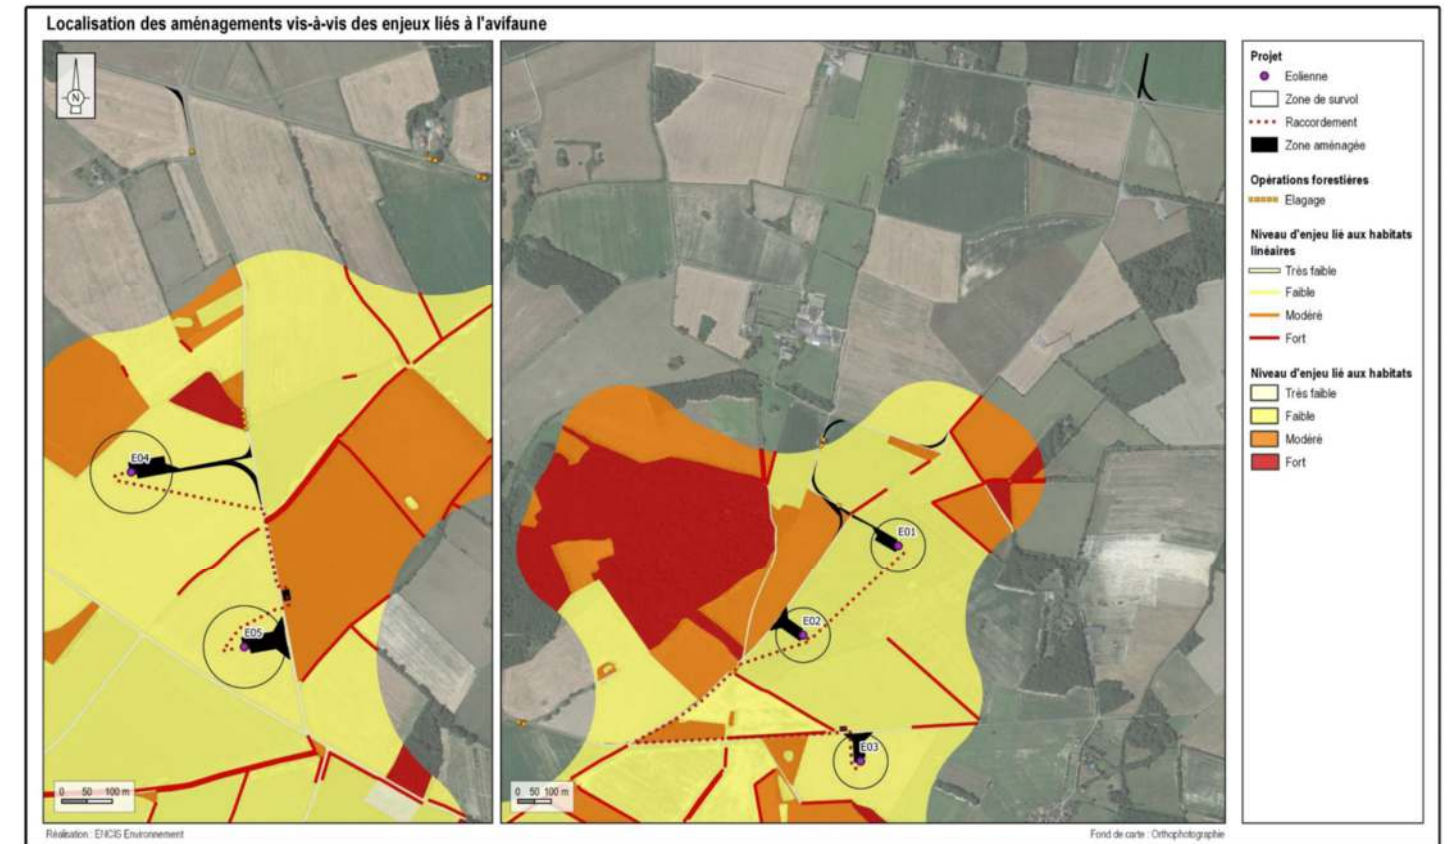 Localisation des aménagements vis-à-vis des enjeux liés à l'avifaune
N
E04
E05
0 50 100 m
E01
E02
E03
0 50 100 m
Projet
Eolienne
Zone de survol
Raccordement
Zone aménagée
Opérations forestières
Elagage
Niveau d'enjeu lié aux habitats
linéaires
Très faible
Faible
Modéré
Fort
Niveau d'enjeu lié aux habitats
Très faible
Faible
Modéré
Fort
Réalisation : ENCIS Environnement
Fond de carte : Orthophotographie